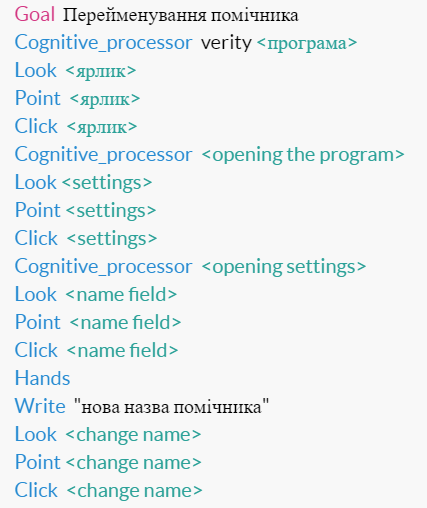 Goal Перейменування помічника
Cognitive_processor verity <програма>
Look <ярлик>
Point <ярлик>
Click <ярлик>
Cognitive_processor <opening the program>
Look <settings>
Point <settings>
Click <settings>
Cognitive_processor <opening settings>
Look <name field>
Point <name field>
Click <name field>
Hands
Write "нова назва помічника"
Look <change name>
Point <change name>
Click <change name>